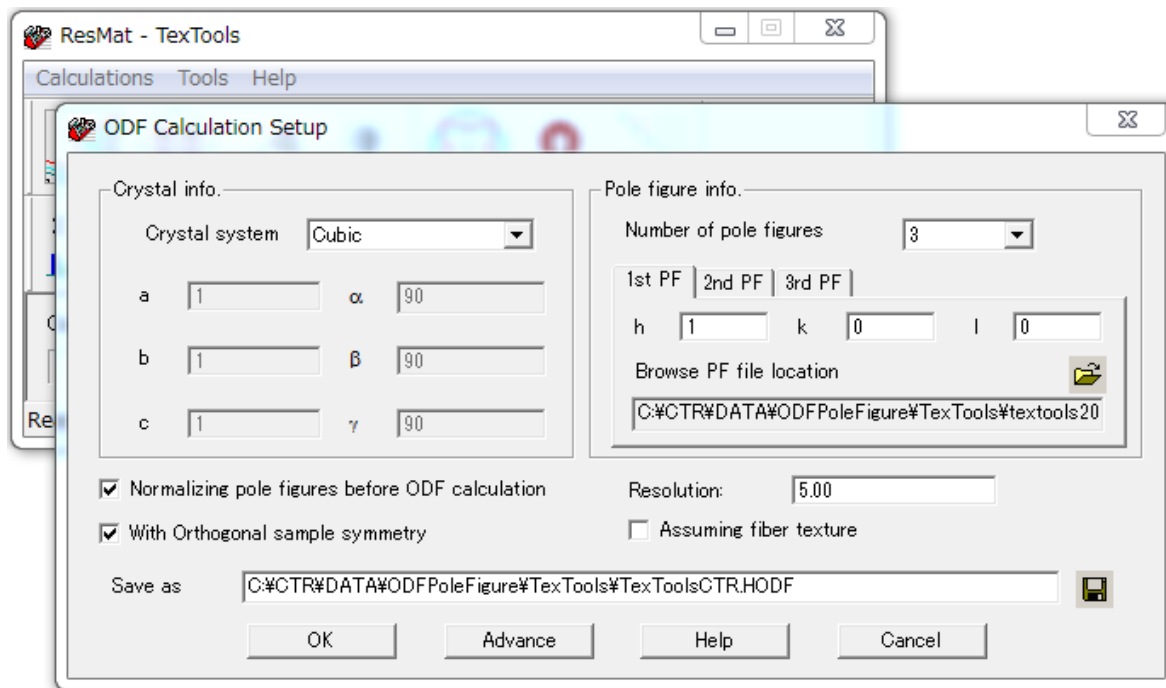 ResMat - TexTools
Calculations Tools Help
ODF Calculation Setup
Crystal info.
Crystal system Cubic
a 1 α 90
b 1 β 90
c 1 γ 90
Pole figure info.
Number of pole figures 3
1st PF 2nd PF 3rd PF
h 1 k 0 l 0
Browse PF file location
C:¥CTR¥DATA¥ODFPoleFigure¥TexTools¥textools20
Re
Normalizing pole figures before ODF calculation
Resolution: 5.00
With Orthogonal sample symmetry
Assuming fiber texture
Save as C:¥CTR¥DATA¥ODFPoleFigure¥TexTools¥TexToolsCTR.HODF
OK Advance Help Cancel